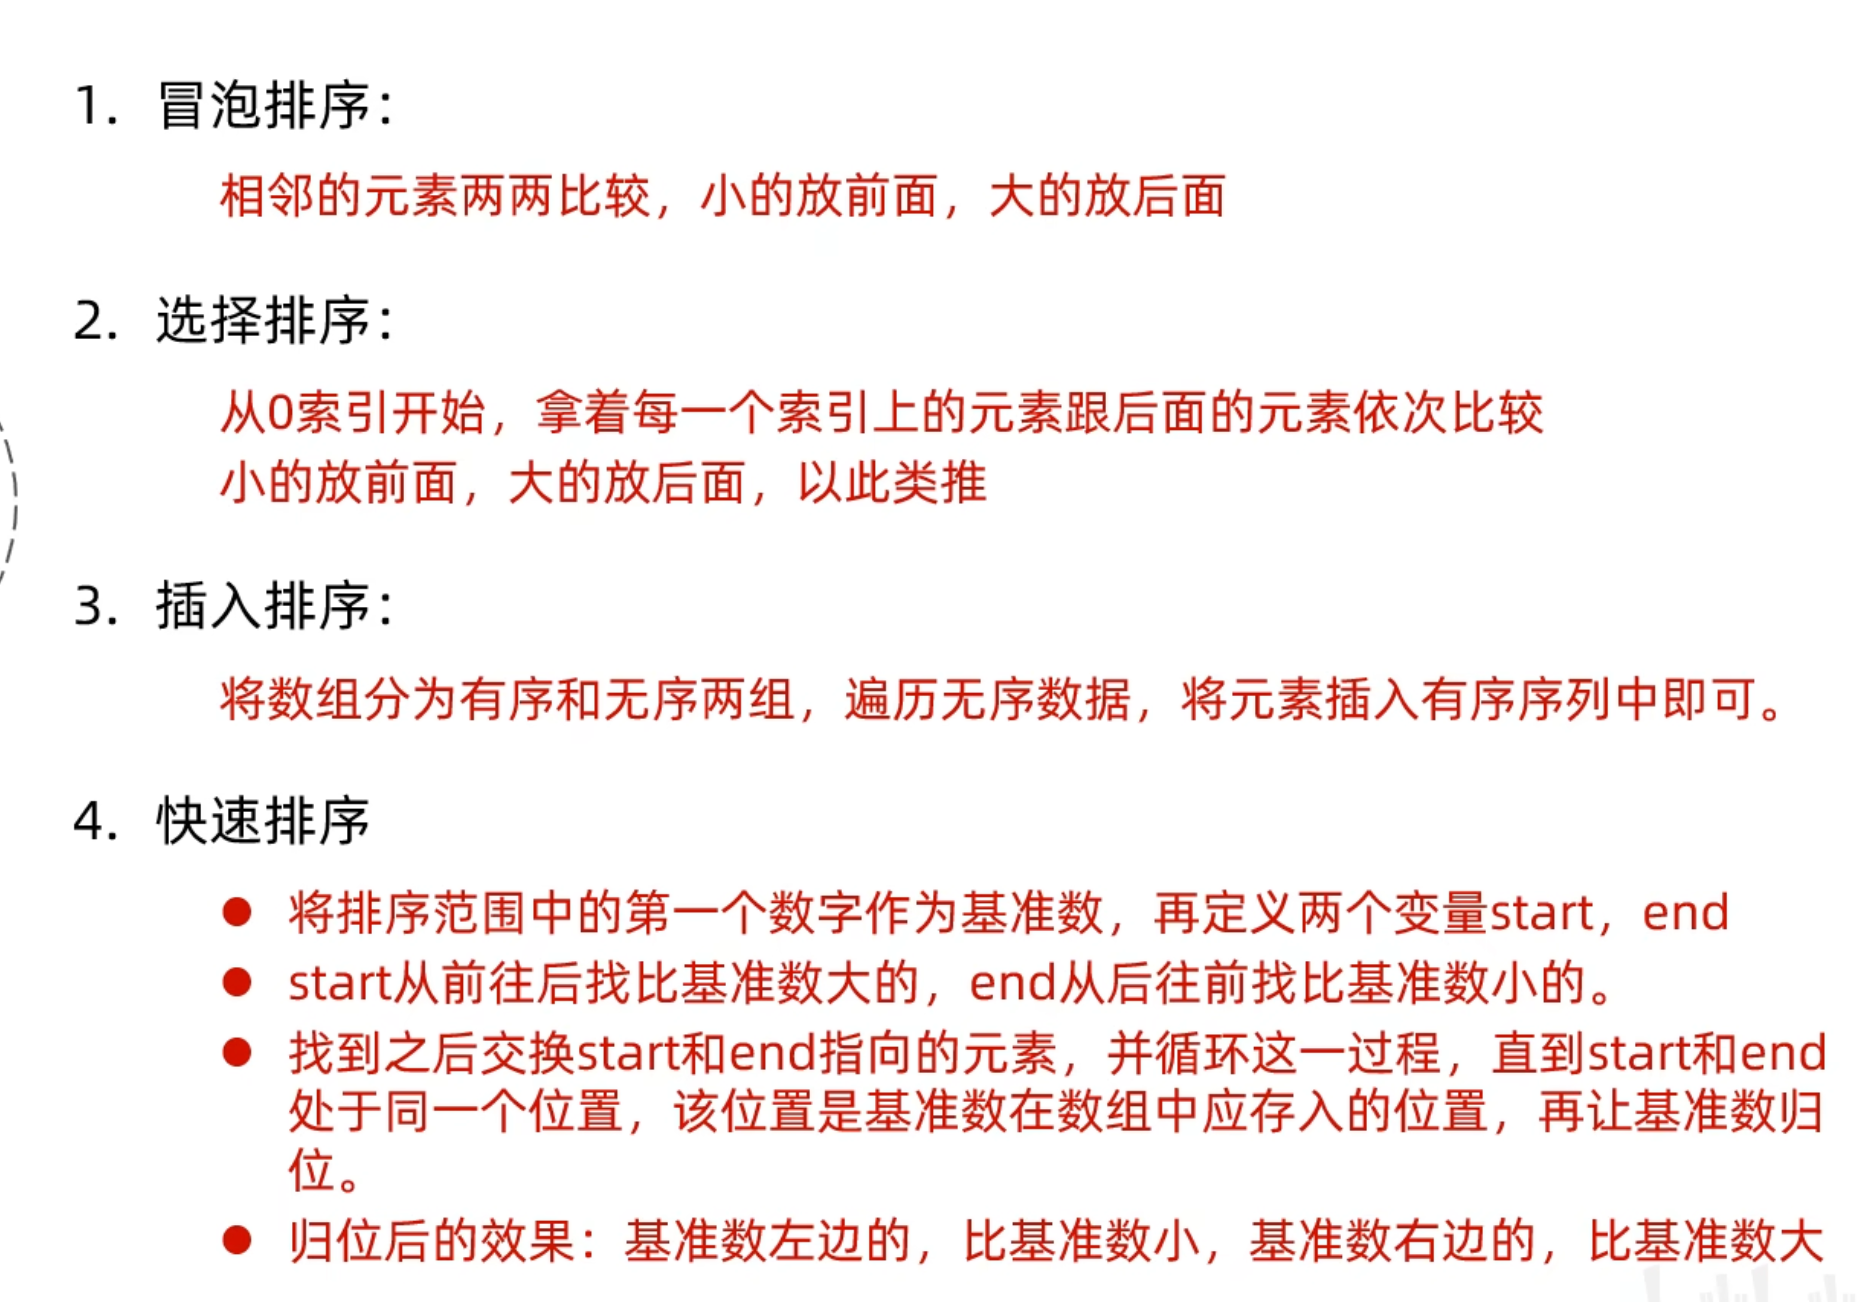 1. 冒泡排序：
相邻的元素两两比较，小的放前面，大的放后面
2. 选择排序：
从0索引开始，拿着每一个索引上的元素跟后面的元素依次比较
小的放前面，大的放后面，以此类推
3. 插入排序：
将数组分为有序和无序两组，遍历无序数据，将元素插入有序序列中即可。
4. 快速排序
● 将排序范围中的第一个数字作为基准数，再定义两个变量start，end
● start从前往后找比基准数大的，end从后往前找比基准数小的。
● 找到之后交换start和end指向的元素，并循环这一过程，直到start和end
处于同一个位置，该位置是基准数在数组中应存入的位置，再让基准数归
位。
● 归位后的效果：基准数左边的，比基准数小，基准数右边的，比基准数大